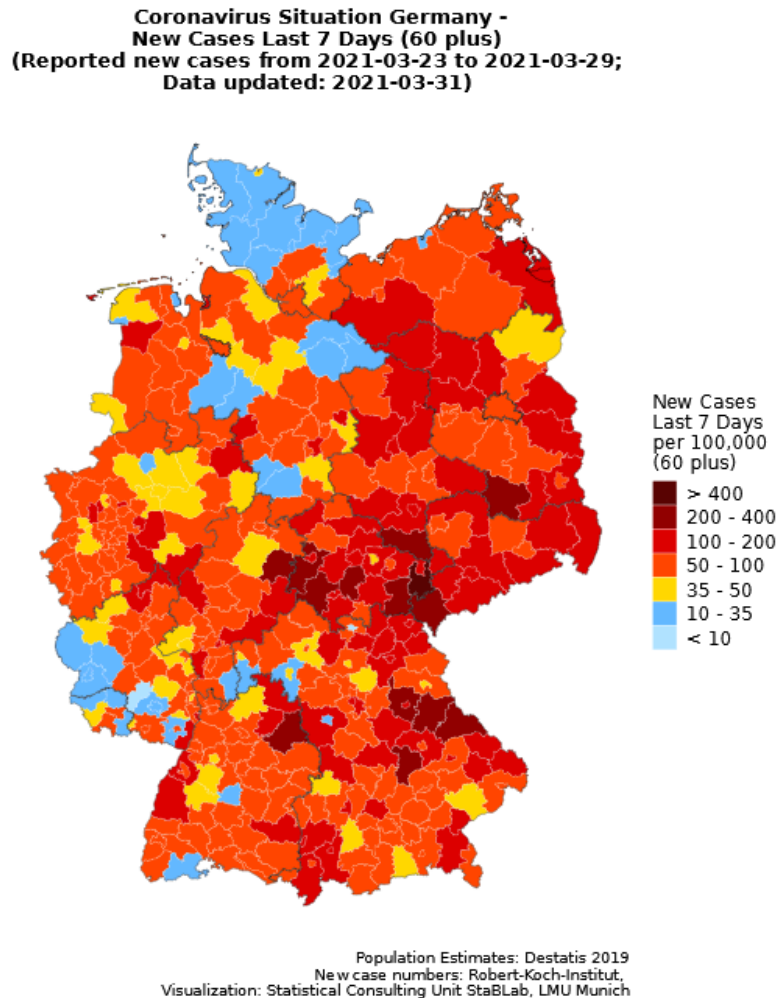 Coronavirus Situation Germany -
New Cases Last 7 Days (60 plus)
(Reported new cases from 2021-03-23 to 2021-03-29;
Data updated: 2021-03-31)
New Cases
Last 7 Days
per 100,000
(60 plus)
> 400
200 - 400
100 - 200
50 - 100
35 - 50
10 - 35
< 10
Population Estimates: Destatis 2019
New case numbers: Robert-Koch-Institut,
Visualization: Statistical Consulting Unit StaBLab, LMU Munich